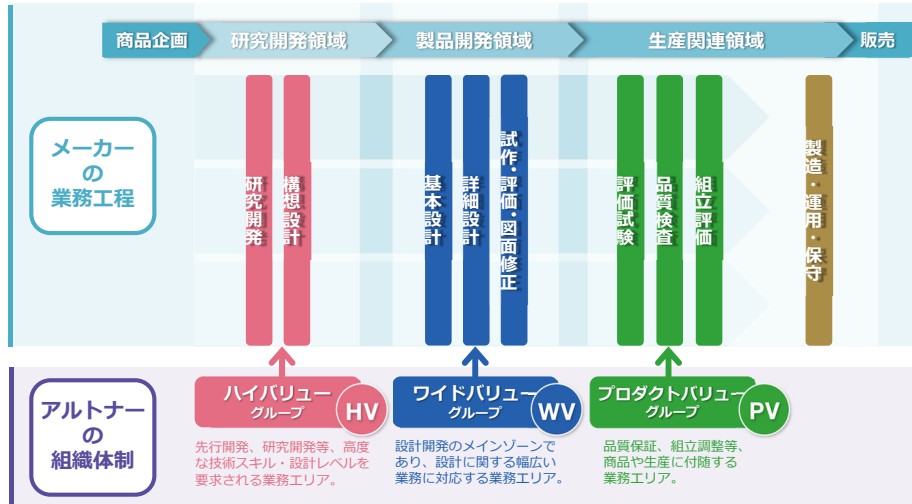 商品企画
研究開発領域
製品開発領域
生産関連領域
販売
メーカー
の
業務工程
研究開発
構想設計
基本設計
詳細設計
試作・評価・図面修正
評価試験
品質検査
組立評価
製造・運用・保守
アルトナー
の
組織体制
ハイバリュー
グループ
HV
先行開発、研究開発等、高度
な技術スキル・設計レベルを
要求される業務エリア。
ワイドバリュー
グループ
WV
設計開発のメインゾーンで
あり、設計に関する幅広い
業務に対応する業務エリア。
プロダクトバリュー
グループ
PV
品質保証、組立調整等、
商品や生産に付随する
業務エリア。